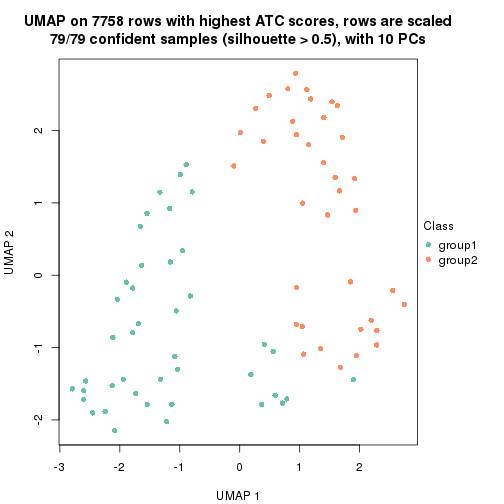 UMAP on 7758 rows with highest ATC scores, rows are scaled
79/79 confident samples (silhouette > 0.5), with 10 PCs
Class
group1
group2
UMAP 2
2
1
0
-1
-2
-3
-2
-1
0
1
2
UMAP 1